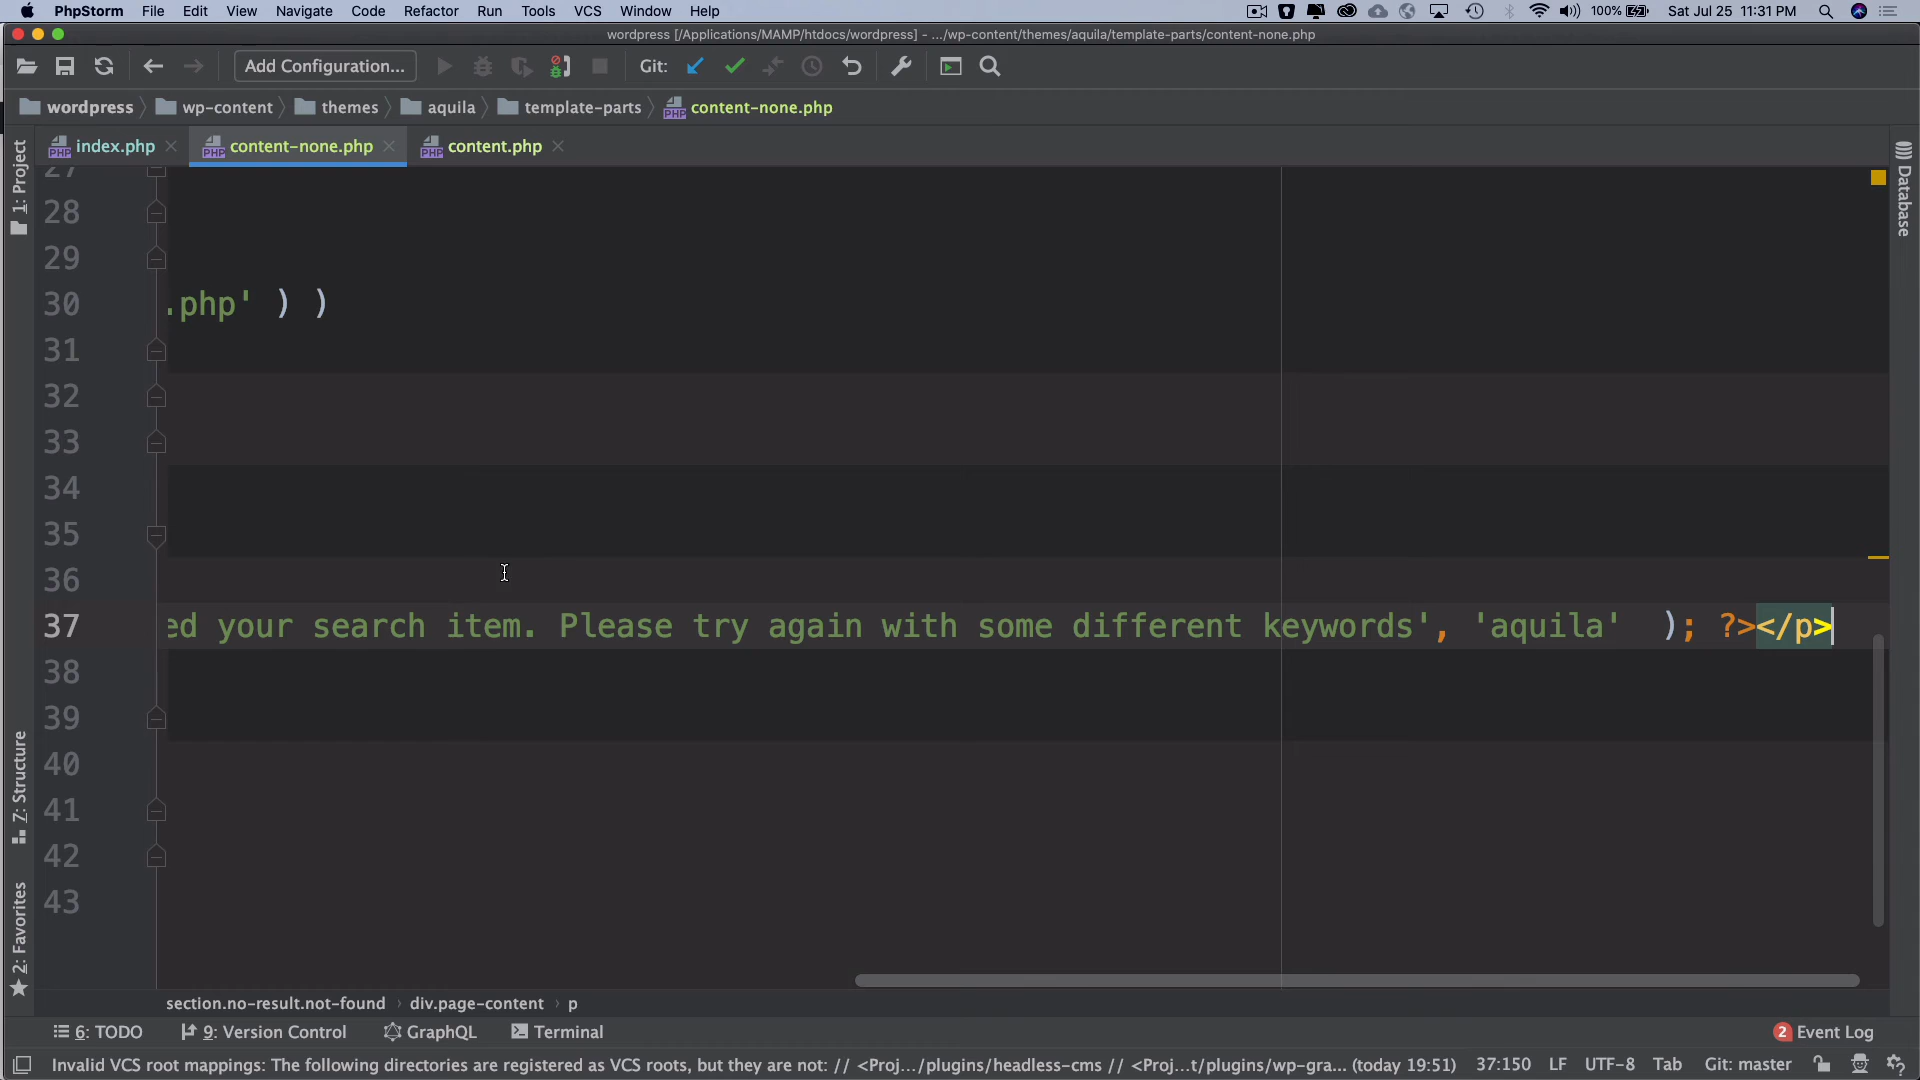 PhpStorm File Edit View Navigate Code Refactor Run Tools VCS Window Help 100% Sat Jul 25 11:31 PM
wordpress [/Applications/MAMP/htdocs/wordpress] - .../wp-content/themes/aquila/template-parts/content-none.php
Add Configuration... Git:
wordpress wp-content themes aquila template-parts content-none.php
index.php content-none.php content.php
1: Project
Database
27
28
29
30 .php' ) )
31
32
33
34
35
36
37 ed your search item. Please try again with some different keywords', 'aquila' ); ?></p>
38
39
40
41
42
43
Z: Structure
2: Favorites
section.no-result.not-found › div.page-content › p
6: TODO 9: Version Control GraphQL Terminal 2 Event Log
Invalid VCS root mappings: The following directories are registered as VCS roots, but they are not: // <Proj.../plugins/headless-cms // <Proj...t/plugins/wp-gra... (today 19:51) 37:150 LF UTF-8 Tab Git: master